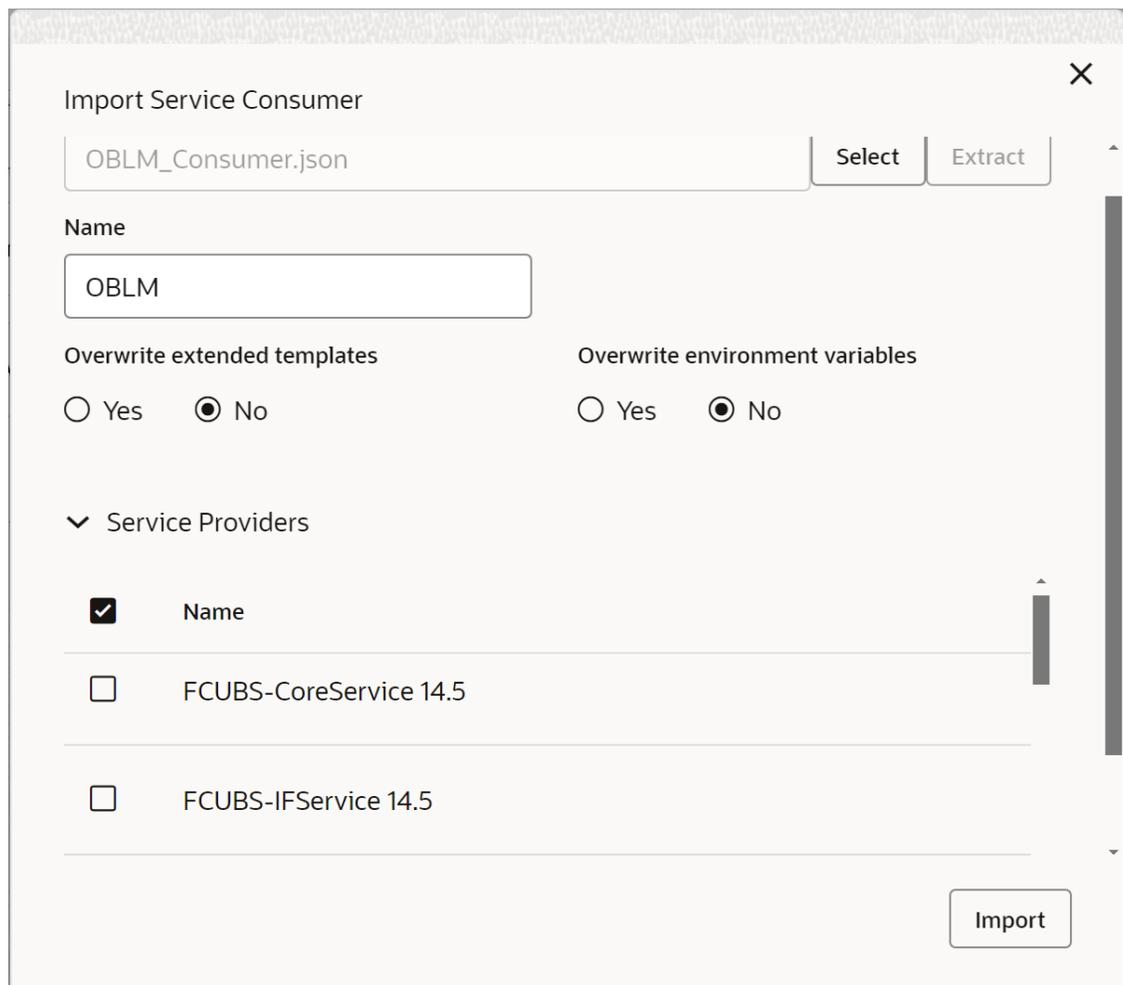 Import Service Consumer
OBLM_Consumer.json Select Extract
Name
OBLM
Overwrite extended templates Overwrite environment variables
Yes No Yes No
Service Providers
Name
FCUBS-CoreService 14.5
FCUBS-IFService 14.5
Import